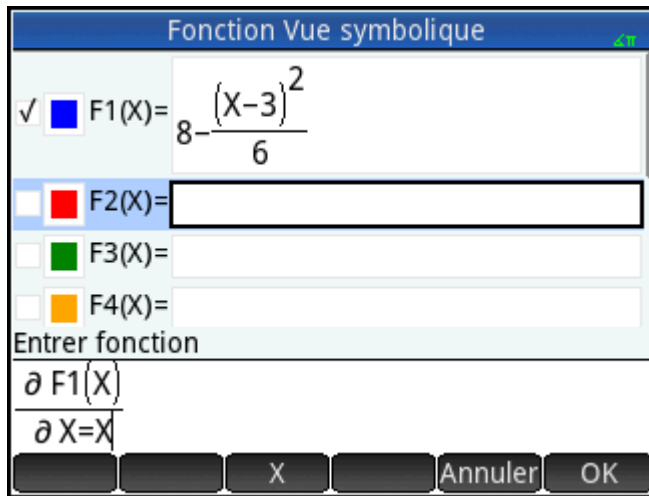 Fonction Vue symbolique ∡π
√ F1(X)= 8-(X-3)²/6
F2(X)=
F3(X)=
F4(X)=
Entrer fonction
∂ F1(X)
∂ X=X
X Annuler OK